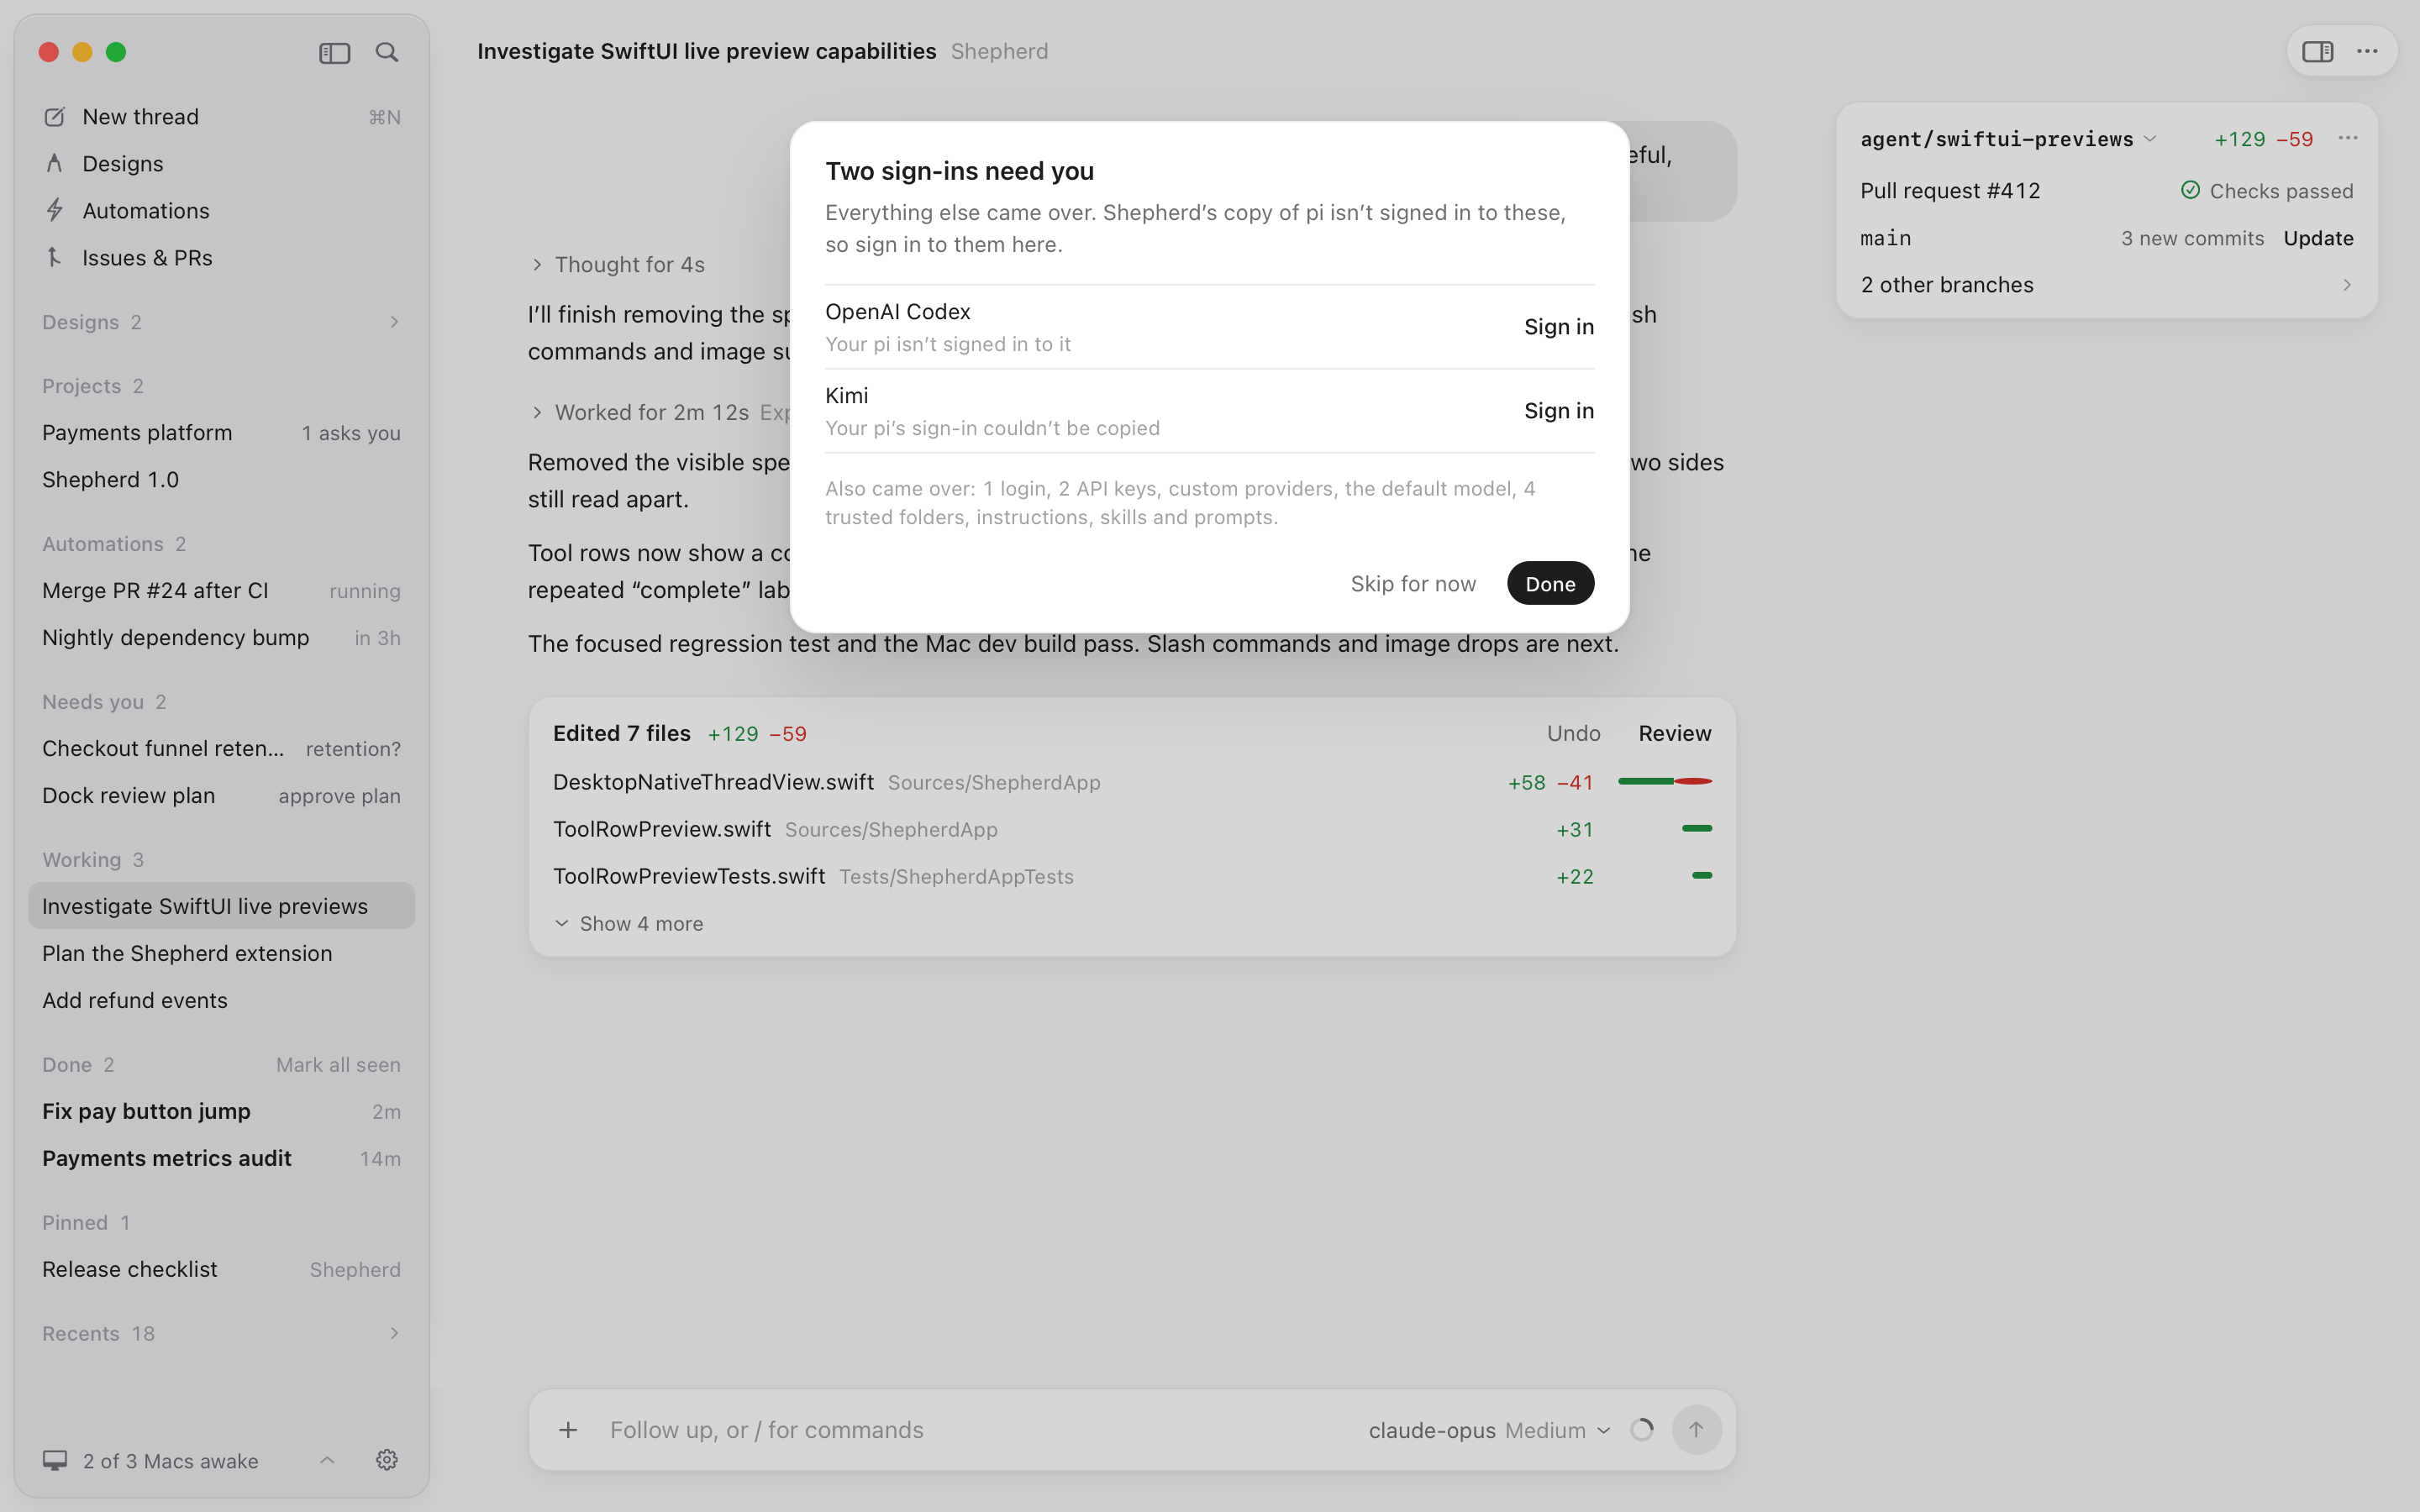 New thread ⌘N
Designs
Automations
Issues & PRs
Designs 2
Projects 2
Payments platform 1 asks you
Shepherd 1.0
Automations 2
Merge PR #24 after CI running
Nightly dependency bump in 3h
Needs you 2
Checkout funnel reten... retention?
Dock review plan approve plan
Working 3
Investigate SwiftUI live previews
Plan the Shepherd extension
Add refund events
Done 2 Mark all seen
Fix pay button jump 2m
Payments metrics audit 14m
Pinned 1
Release checklist Shepherd
Recents 18
2 of 3 Macs awake
Investigate SwiftUI live preview capabilities Shepherd
Thought for 4s
I’ll finish removing the
commands and image
Worked for 2m 12s
Removed the visible
wo sides
still read apart.
Tool rows now show a
repeated “complete”
The focused regression test and the Mac dev build pass. Slash commands and image drops are next.
Two sign-ins need you
Everything else came over. Shepherd’s copy of pi isn’t signed in to these,
so sign in to them here.
OpenAI Codex
Your pi isn’t signed in to it
Sign in
Kimi
Your pi’s sign-in couldn’t be copied
Sign in
Also came over: 1 login, 2 API keys, custom providers, the default model, 4
trusted folders, instructions, skills and prompts.
Skip for now Done
Edited 7 files +129 −59 Undo Review
DesktopNativeThreadView.swift Sources/ShepherdApp +58 −41
ToolRowPreview.swift Sources/ShepherdApp +31
ToolRowPreviewTests.swift Tests/ShepherdAppTests +22
Show 4 more
Follow up, or / for commands claude-opus Medium
agent/swiftui-previews +129 −59
Pull request #412 Checks passed
main 3 new commits Update
2 other branches